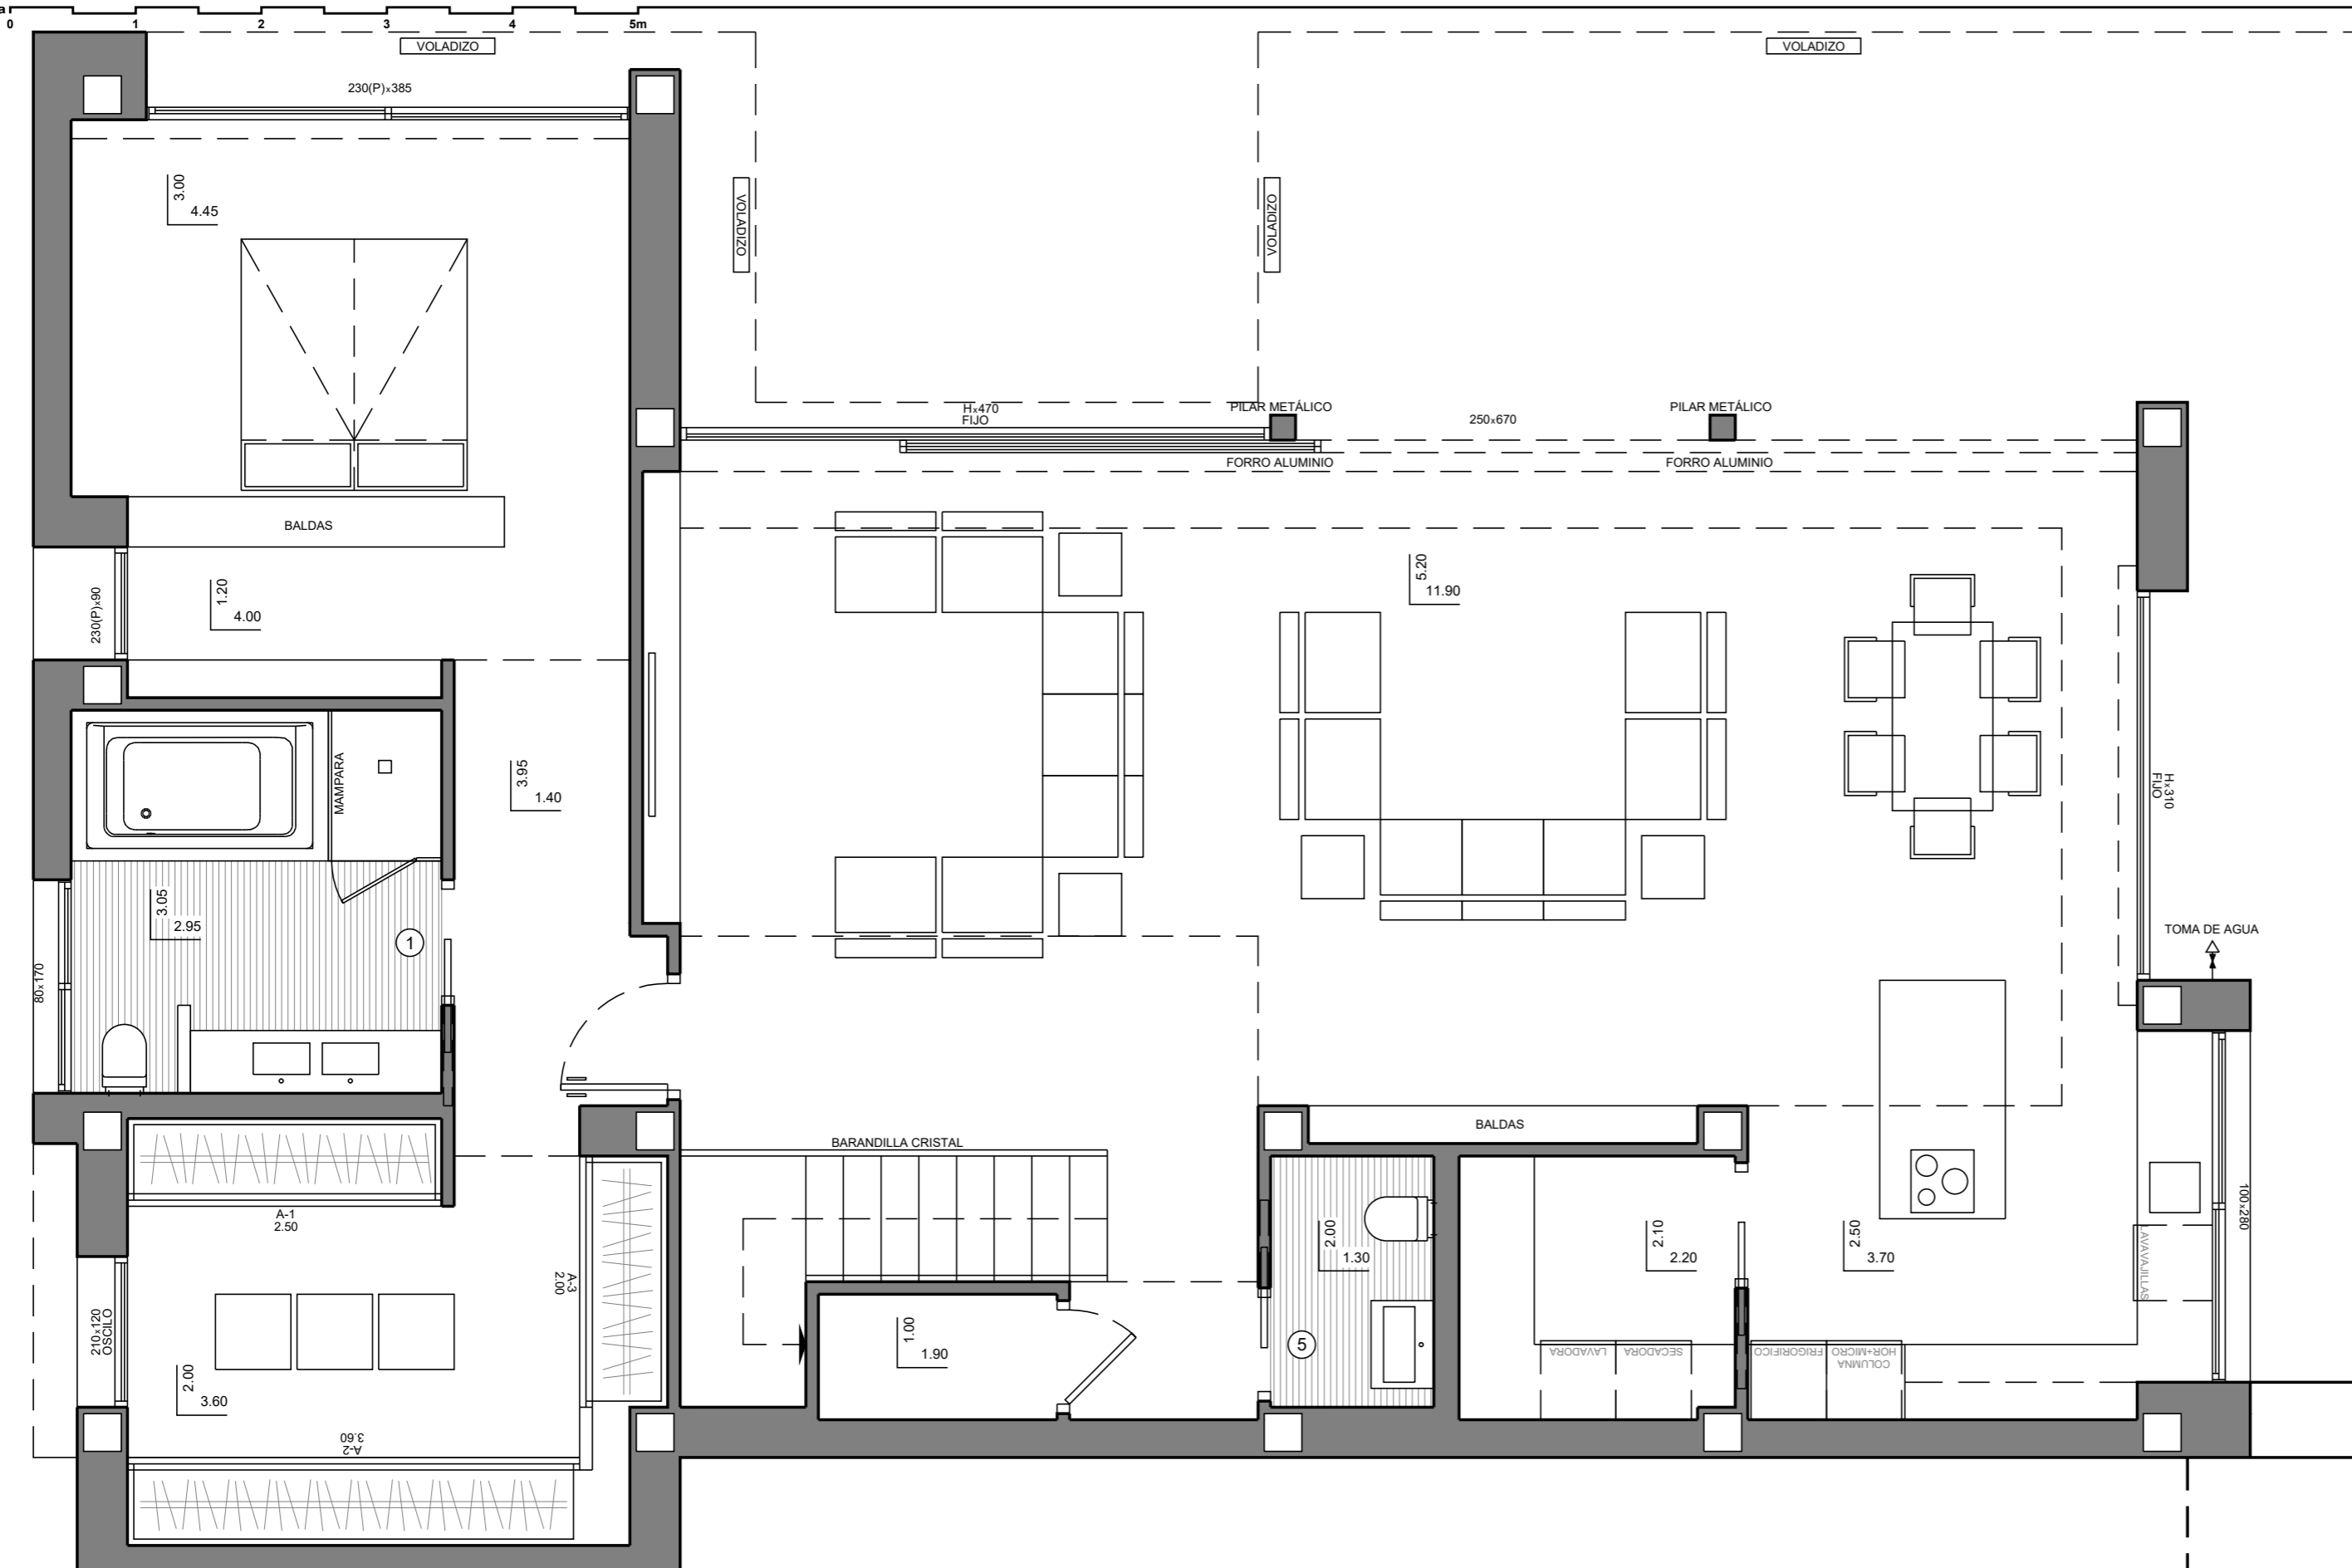 a
0 1 2 3 4 5m
VOLADIZO
VOLADIZO
230(P)x385
3.00
4.45
VOLADIZO
VOLADIZO
Hx470
FIJO
PILAR METÁLICO
250x670
PILAR METÁLICO
FORRO ALUMINIO
FORRO ALUMINIO
BALDAS
230(P)x90
1.20
4.00
5.20
11.90
MAMPARA
3.95
1.40
Hx310
FIJO
3.05
2.95
1
80x170
TOMA DE AGUA
BARANDILLA CRISTAL
BALDAS
A-1
2.50
A-3
2.00
2.00
1.30
2.10
2.20
2.50
3.70
LAVAVAJILLAS
100x280
210x120
OSCILO
1.00
1.90
5
LAVADORA
SECADORA
FRIGORIFICO
COLUMNA
HOR+MICRO
2.00
3.60
A-2
3.60